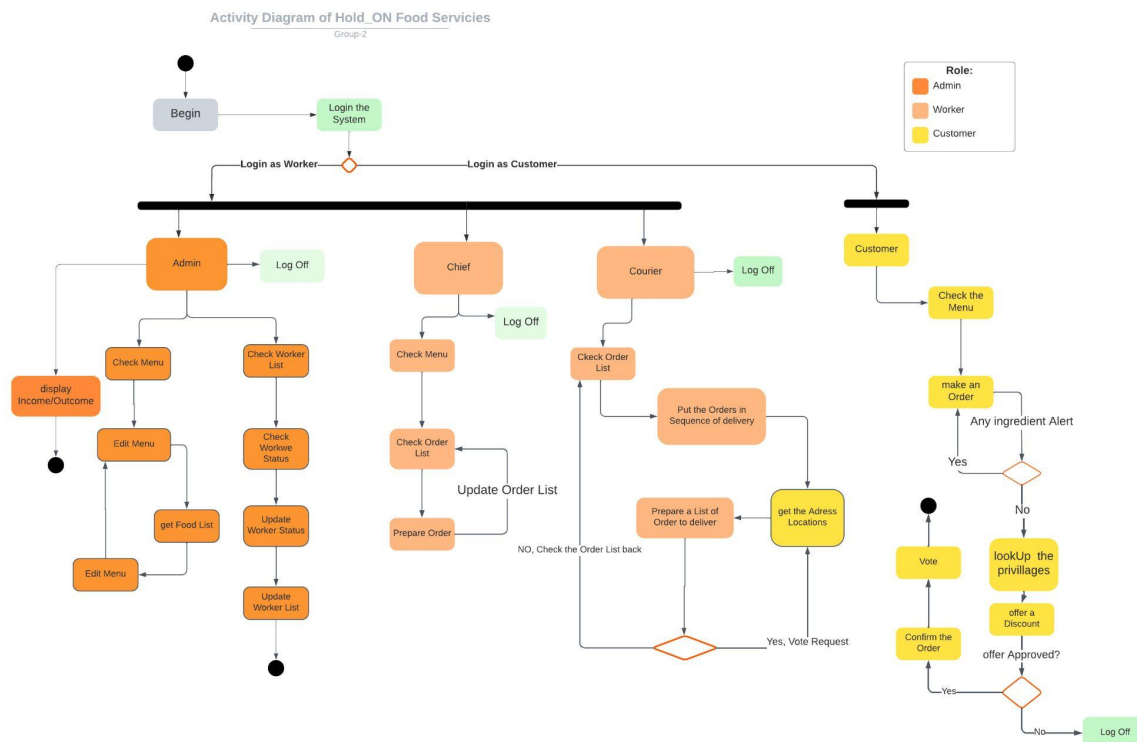 Activity Diagram of Hold_ON Food Servicies
Group-2
Role:
Admin
Worker
Customer
Begin
Login the
System
Login as Worker
Login as Customer
Admin
Log Off
Chief
Log Off
Courier
Log Off
Customer
Check the
Menu
Check Menu
Check Worker
List
Check Menu
Ckeck Order
List
display
Income/Outcome
make an
Order
Any ingredient Alert
Yes
No
Put the Orders in
Sequence of delivery
Edit Menu
Check
Workwe
Status
Check Order
List
Update Order List
Prepare Order
get Food List
Update
Worker Status
Prepare a List of
Order to deliver
get the Adress
Locations
NO, Check the Order List back
Yes, Vote Request
Edit Menu
Update
Worker List
lookUp the
privillages
Vote
offer a
Discount
Confirm the
Order
offer Approved?
Yes
No
Log Off